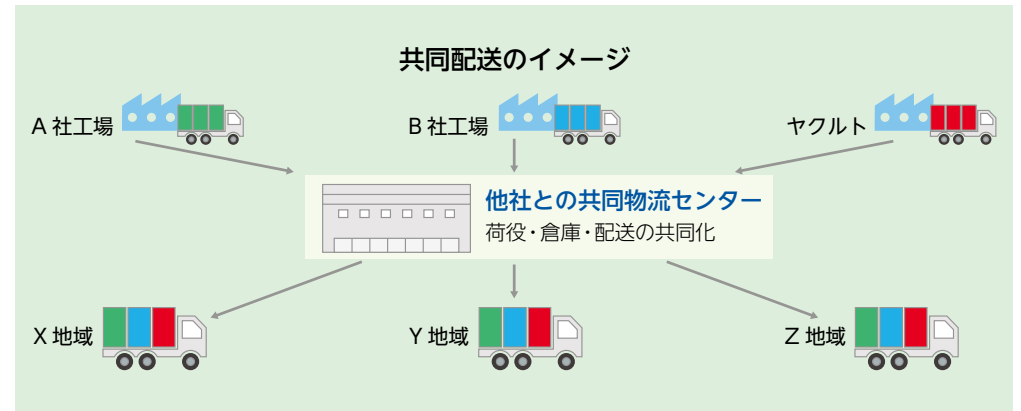 共同配送のイメージ
A 社工場
B 社工場
ヤクルト
他社との共同物流センター
荷役・倉庫・配送の共同化
X 地域
Y 地域
Z 地域